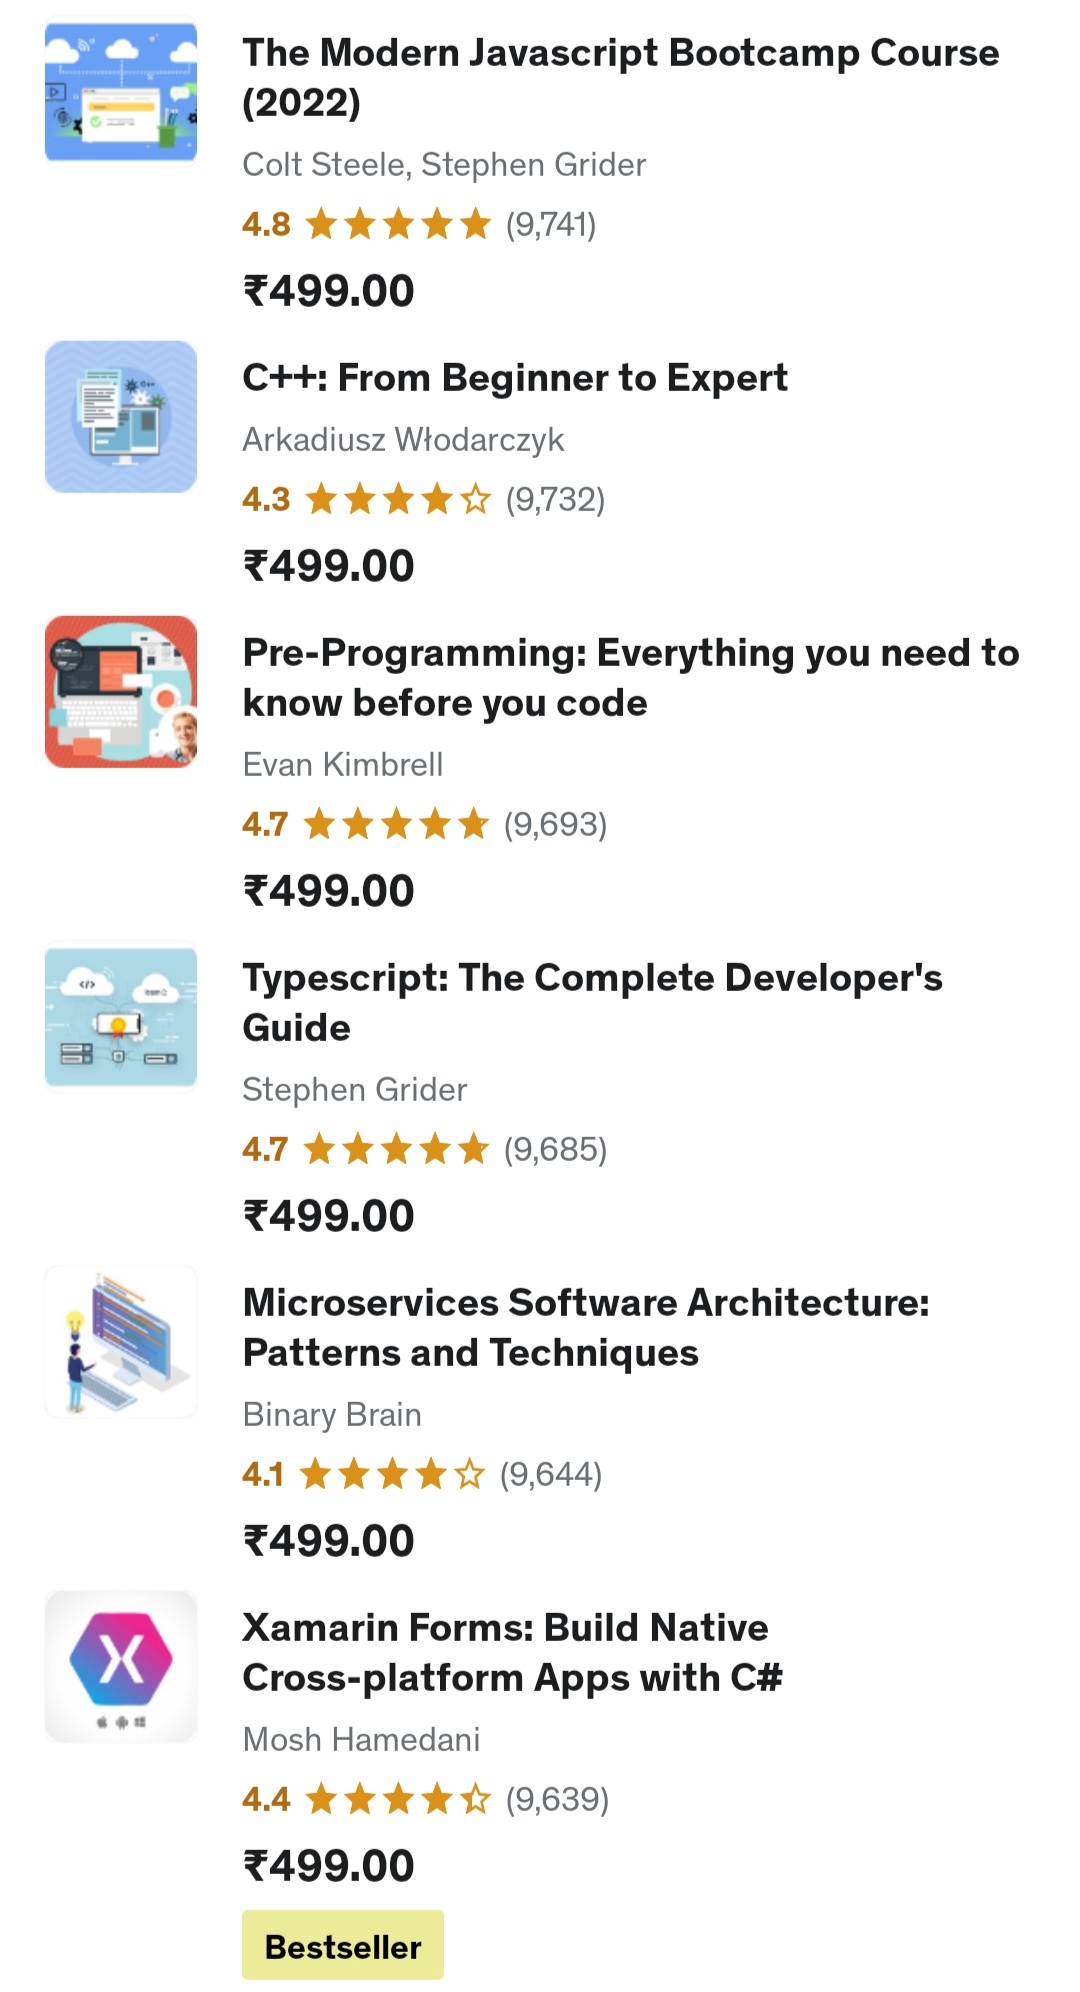 The Modern Javascript Bootcamp Course
(2022)
Colt Steele, Stephen Grider
4.8 (9,741)
₹499.00
C++: From Beginner to Expert
Arkadiusz Włodarczyk
4.3 (9,732)
₹499.00
Pre-Programming: Everything you need to
know before you code
Evan Kimbrell
4.7 (9,693)
₹499.00
Typescript: The Complete Developer's
Guide
Stephen Grider
4.7 (9,685)
₹499.00
Microservices Software Architecture:
Patterns and Techniques
Binary Brain
4.1 (9,644)
₹499.00
Xamarin Forms: Build Native
Cross-platform Apps with C#
Mosh Hamedani
4.4 (9,639)
₹499.00
Bestseller